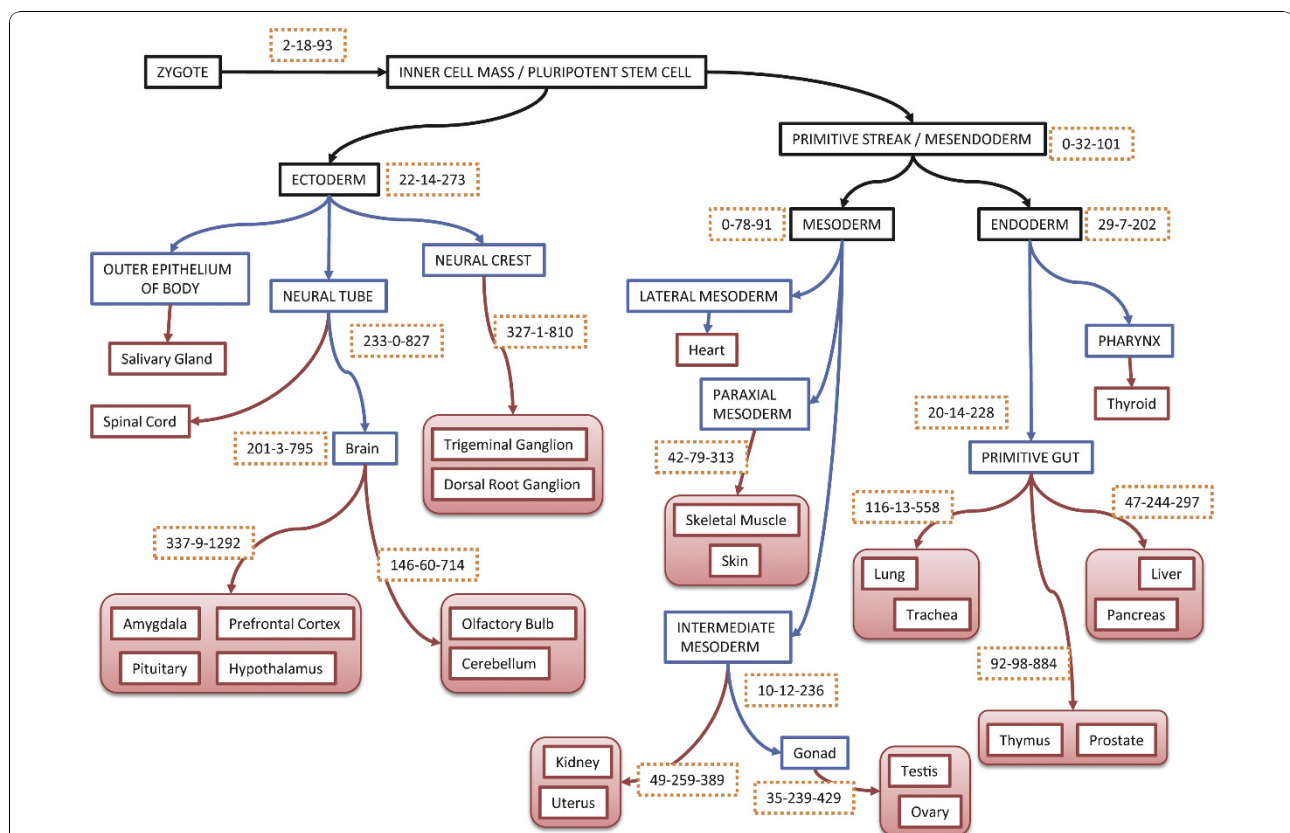 2-18-93
ZYGOTE
INNER CELL MASS / PLURIPOTENT STEM CELL
PRIMITIVE STREAK / MESENDODERM
0-32-101
ECTODERM
22-14-273
0-78-91
MESODERM
ENDODERM
29-7-202
OUTER EPITHELIUM
OF BODY
NEURAL TUBE
NEURAL CREST
LATERAL MESODERM
233-0-827
327-1-810
Salivary Gland
Heart
PHARYNX
Spinal Cord
PARAXIAL
MESODERM
Thyroid
20-14-228
201-3-795
Brain
Trigeminal Ganglion
Dorsal Root Ganglion
42-79-313
PRIMITIVE GUT
116-13-558
47-244-297
Skeletal Muscle
Skin
337-9-1292
146-60-714
Lung
Trachea
Liver
Pancreas
Amygdala
Prefrontal Cortex
Pituitary
Hypothalamus
Olfactory Bulb
Cerebellum
INTERMEDIATE
MESODERM
92-98-884
10-12-236
Thymus
Prostate
Kidney
Uterus
49-259-389
Gonad
35-239-429
Testis
Ovary